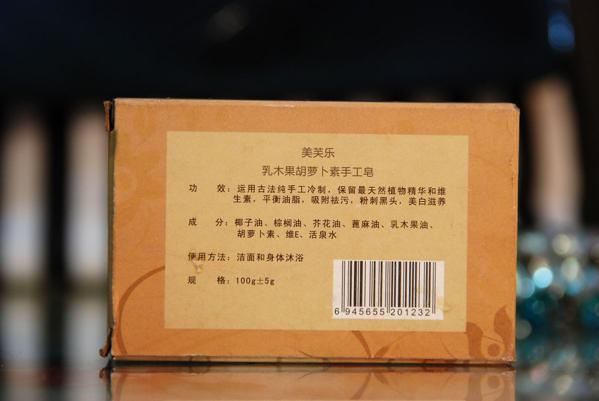 美芙乐
乳木果胡萝卜素手工皂
功 效：运用古法纯手工冷制，保留最天然植物精华和维
生素，平衡油脂，吸附祛污，粉刺黑头，美白滋养
成 分：椰子油、棕榈油、芥花油、蓖麻油、乳木果油、
胡萝卜素、维E、活泉水
使用方法：洁面和身体沐浴
规 格：100g±5g
6 945655 201232